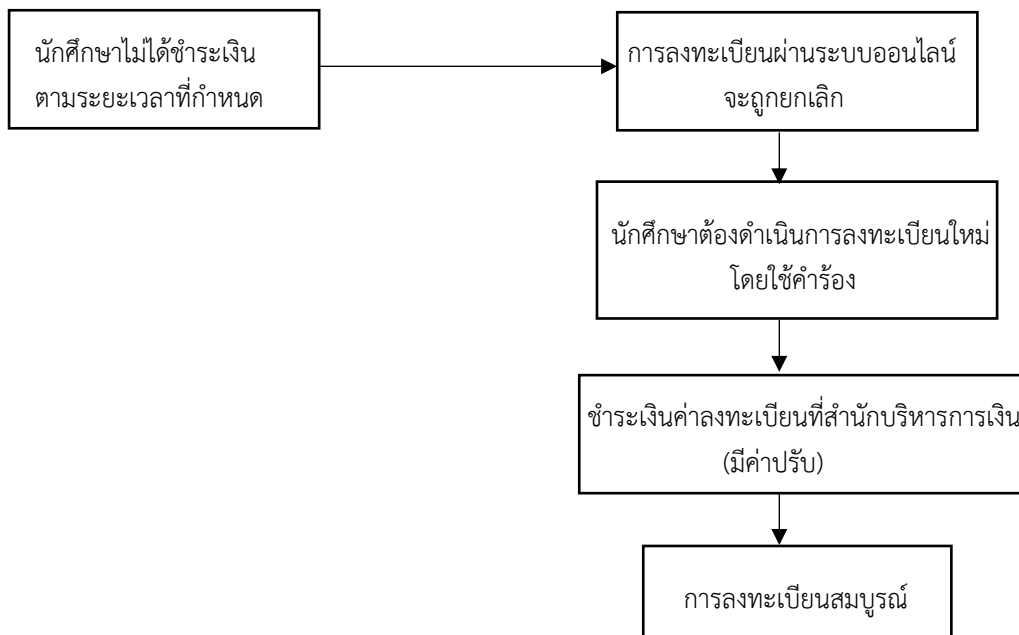 นักศึกษาไม่ได้ชำระเงิน
ตามระยะเวลาที่กำหนด
การลงทะเบียนผ่านระบบออนไลน์
จะถูกยกเลิก
นักศึกษาต้องดำเนินการลงทะเบียนใหม่
โดยใช้คำร้อง
ชำระเงินค่าลงทะเบียนที่สำนักบริหารการเงิน
(มีค่าปรับ)
การลงทะเบียนสมบูรณ์